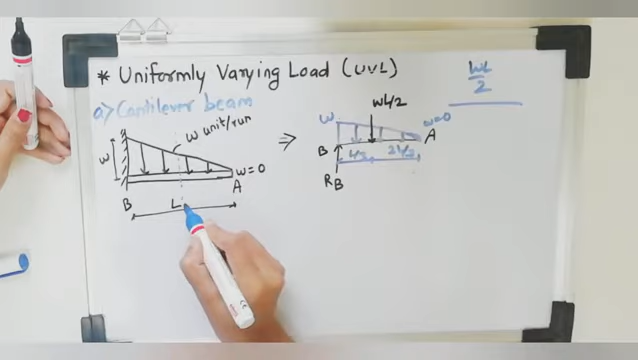 * Uniformly Varying Load (UVL)
a) Cantilever beam
WL
2
w unit/run
w
w=0
A
B
L
=>
WL/2
w
w=0
B
A
L/3
2L/3
RB